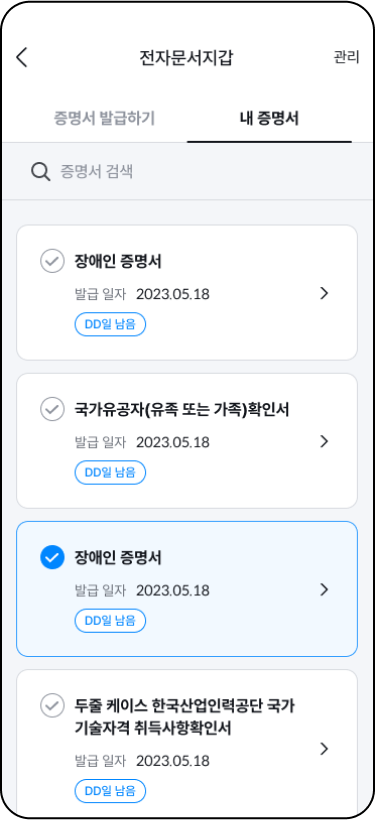 전자문서지갑 관리
증명서 발급하기 내 증명서
증명서 검색
장애인 증명서
발급 일자 2023.05.18
DD일 남음
국가유공자(유족 또는 가족)확인서
발급 일자 2023.05.18
DD일 남음
장애인 증명서
발급 일자 2023.05.18
DD일 남음
두줄 케이스 한국산업인력공단 국가
기술자격 취득사항확인서
발급 일자 2023.05.18
DD일 남음